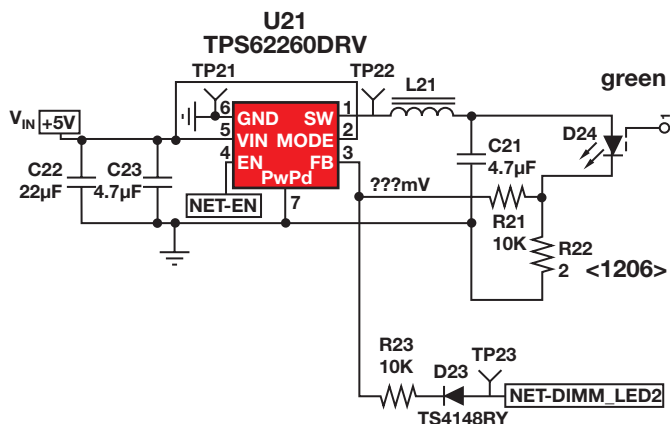 U21
TPS62260DRV
TP21
TP22
L21
green
VIN +5V
6 GND SW 1
5 VIN MODE 2
4 EN FB 3
PwPd
7
D24
C22
22µF
C23
4.7µF
C21
4.7µF
NET-EN
???mV
R21
10K
R22
2
<1206>
R23
10K
D23
TS4148RY
TP23
NET-DIMM_LED2